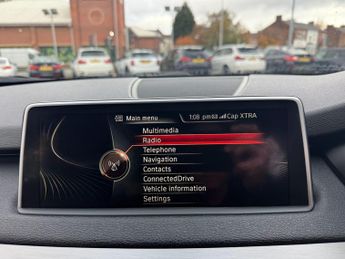 Main menu
1:08 pm Cap XTRA
Multimedia
Radio
Telephone
Navigation
Contacts
ConnectedDrive
Vehicle information
Settings